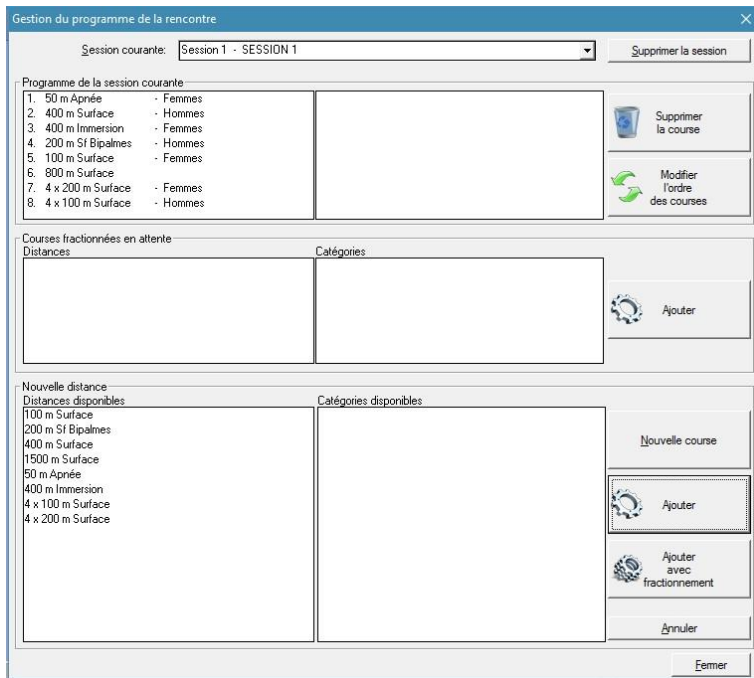 Gestion du programme de la rencontre
Session courante: Session 1 - SESSION 1
Supprimer la session
Programme de la session courante
1. 50 m Apnée - Femmes
2. 400 m Surface - Hommes
3. 400 m Immersion - Femmes
4. 200 m Sf Bipalmes - Hommes
5. 100 m Surface - Femmes
6. 800 m Surface
7. 4 x 200 m Surface - Femmes
8. 4 x 100 m Surface - Hommes
Supprimer
la course
Modifier
l'ordre
des courses
Courses fractionnées en attente
Distances
Catégories
Ajouter
Nouvelle distance
Distances disponibles
Catégories disponibles
100 m Surface
200 m Sf Bipalmes
400 m Surface
1500 m Surface
50 m Apnée
400 m Immersion
4 x 100 m Surface
4 x 200 m Surface
Nouvelle course
Ajouter
Ajouter
avec
fractionnement
Annuler
Fermer